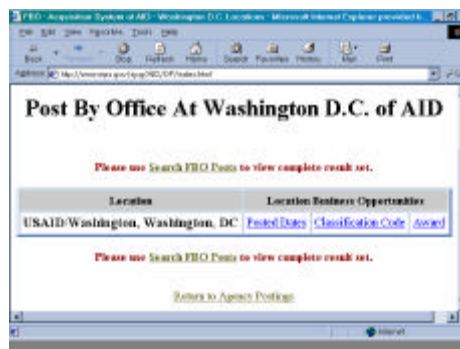 FBO - Acquisition System of AID - Washington D.C. Locations - Microsoft Internet Explorer provided b
File Edit View Favorites Tools Help
Back Stop Refresh Home Search Favorites History Mail Print
Address
Post By Office At Washington D.C. of AID
Please use Search FBO Posts to view complete result set.
Location Location Business Opportunities
USAID/Washington, Washington, DC Posted Dates Classification Code Award
Please use Search FBO Posts to view complete result set.
Return to Agency Postings
Internet